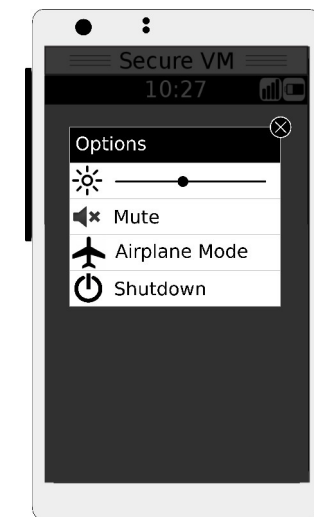 Secure VM
10:27
Options
Mute
Airplane Mode
Shutdown